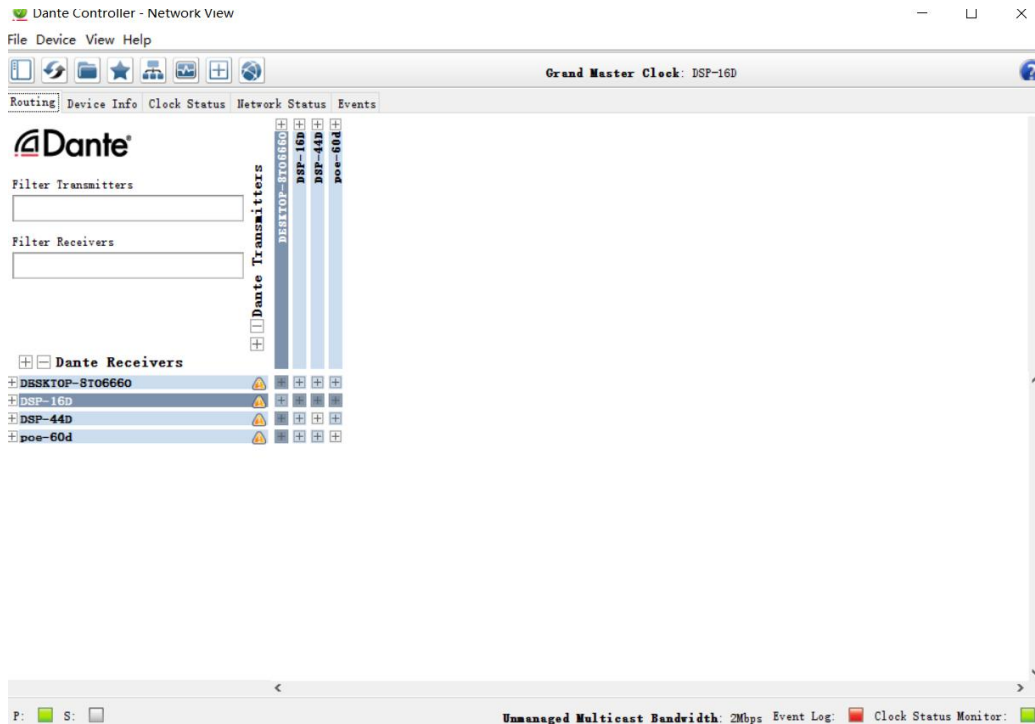 Dante Controller - Network View
File Device View Help
Grand Master Clock: DSP-16D
Routing Device Info Clock Status Network Status Events
Dante
Filter Transmitters
Filter Receivers
Dante Transmitters
DESKTOP-8TO6660
DSP-16D
DSP-44D
poe-60d
Dante Receivers
DESKTOP-8TO6660
DSP-16D
DSP-44D
poe-60d
P: S: Unmanaged Multicast Bandwidth: 2Mbps Event Log: Clock Status Monitor: